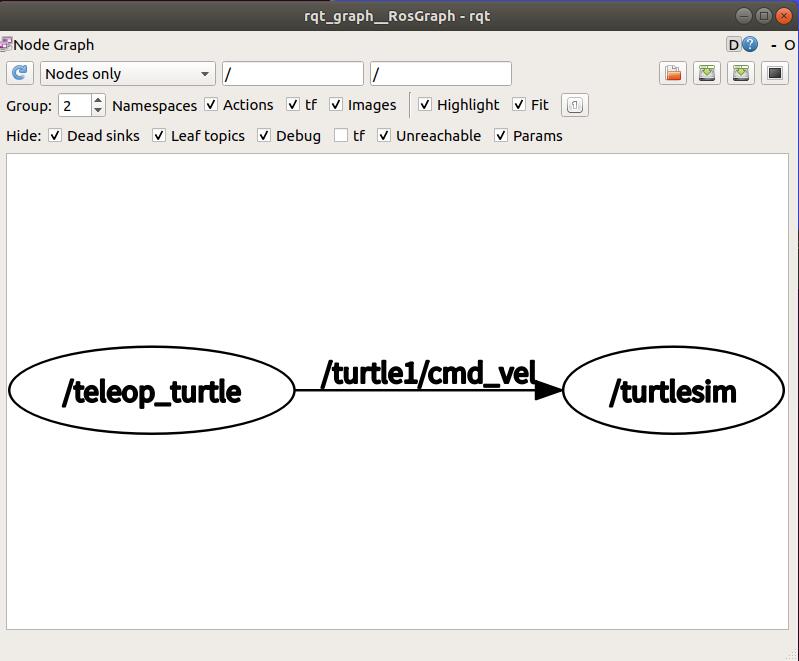 rqt_graph__RosGraph - rqt
Node Graph D ? - O
Nodes only / /
Group: 2 Namespaces Actions tf Images Highlight Fit
Hide: Dead sinks Leaf topics Debug tf Unreachable Params
/teleop_turtle /turtle1/cmd_vel /turtlesim